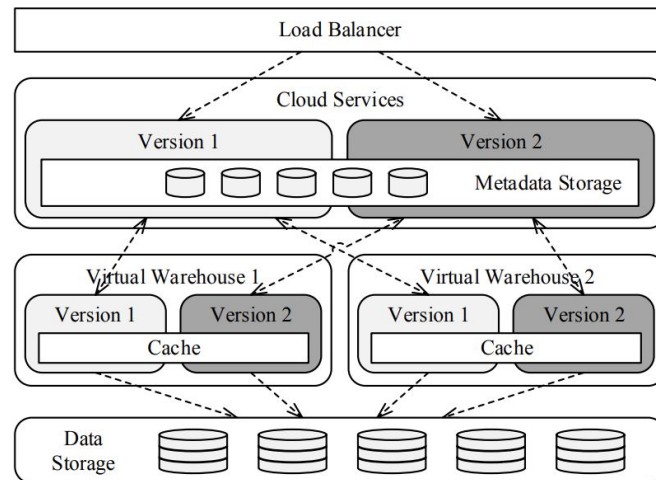 Load Balancer
Cloud Services
Version 1
Version 2
Metadata Storage
Virtual Warehouse 1
Virtual Warehouse 2
Version 1
Version 2
Version 1
Version 2
Cache
Cache
Data
Storage